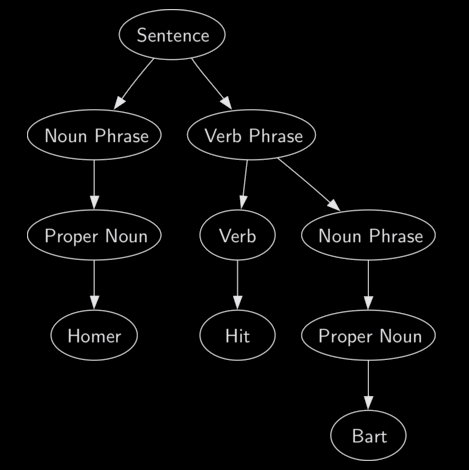 Sentence
Noun Phrase
Verb Phrase
Proper Noun
Verb
Noun Phrase
Homer
Hit
Proper Noun
Bart